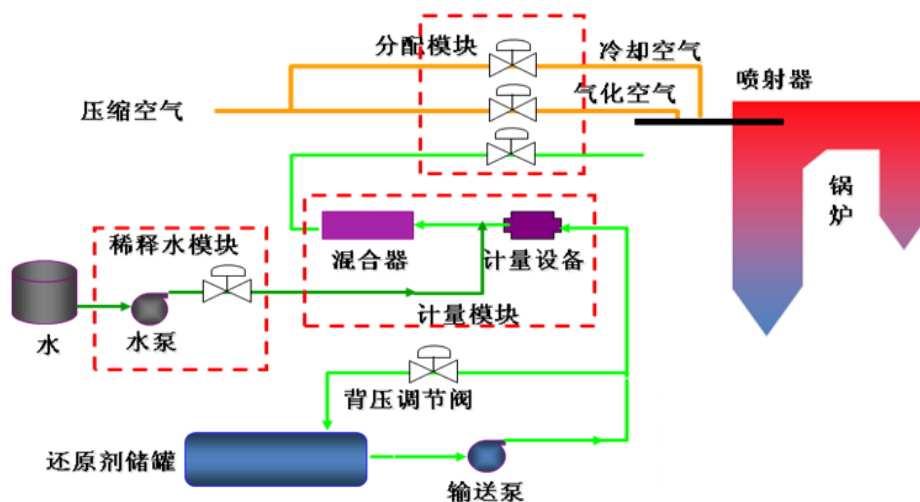 分配模块
冷却空气
喷射器
压缩空气
气化空气
锅
炉
稀释水模块
混合器
计量设备
计量模块
水
水泵
背压调节阀
还原剂储罐
输送泵